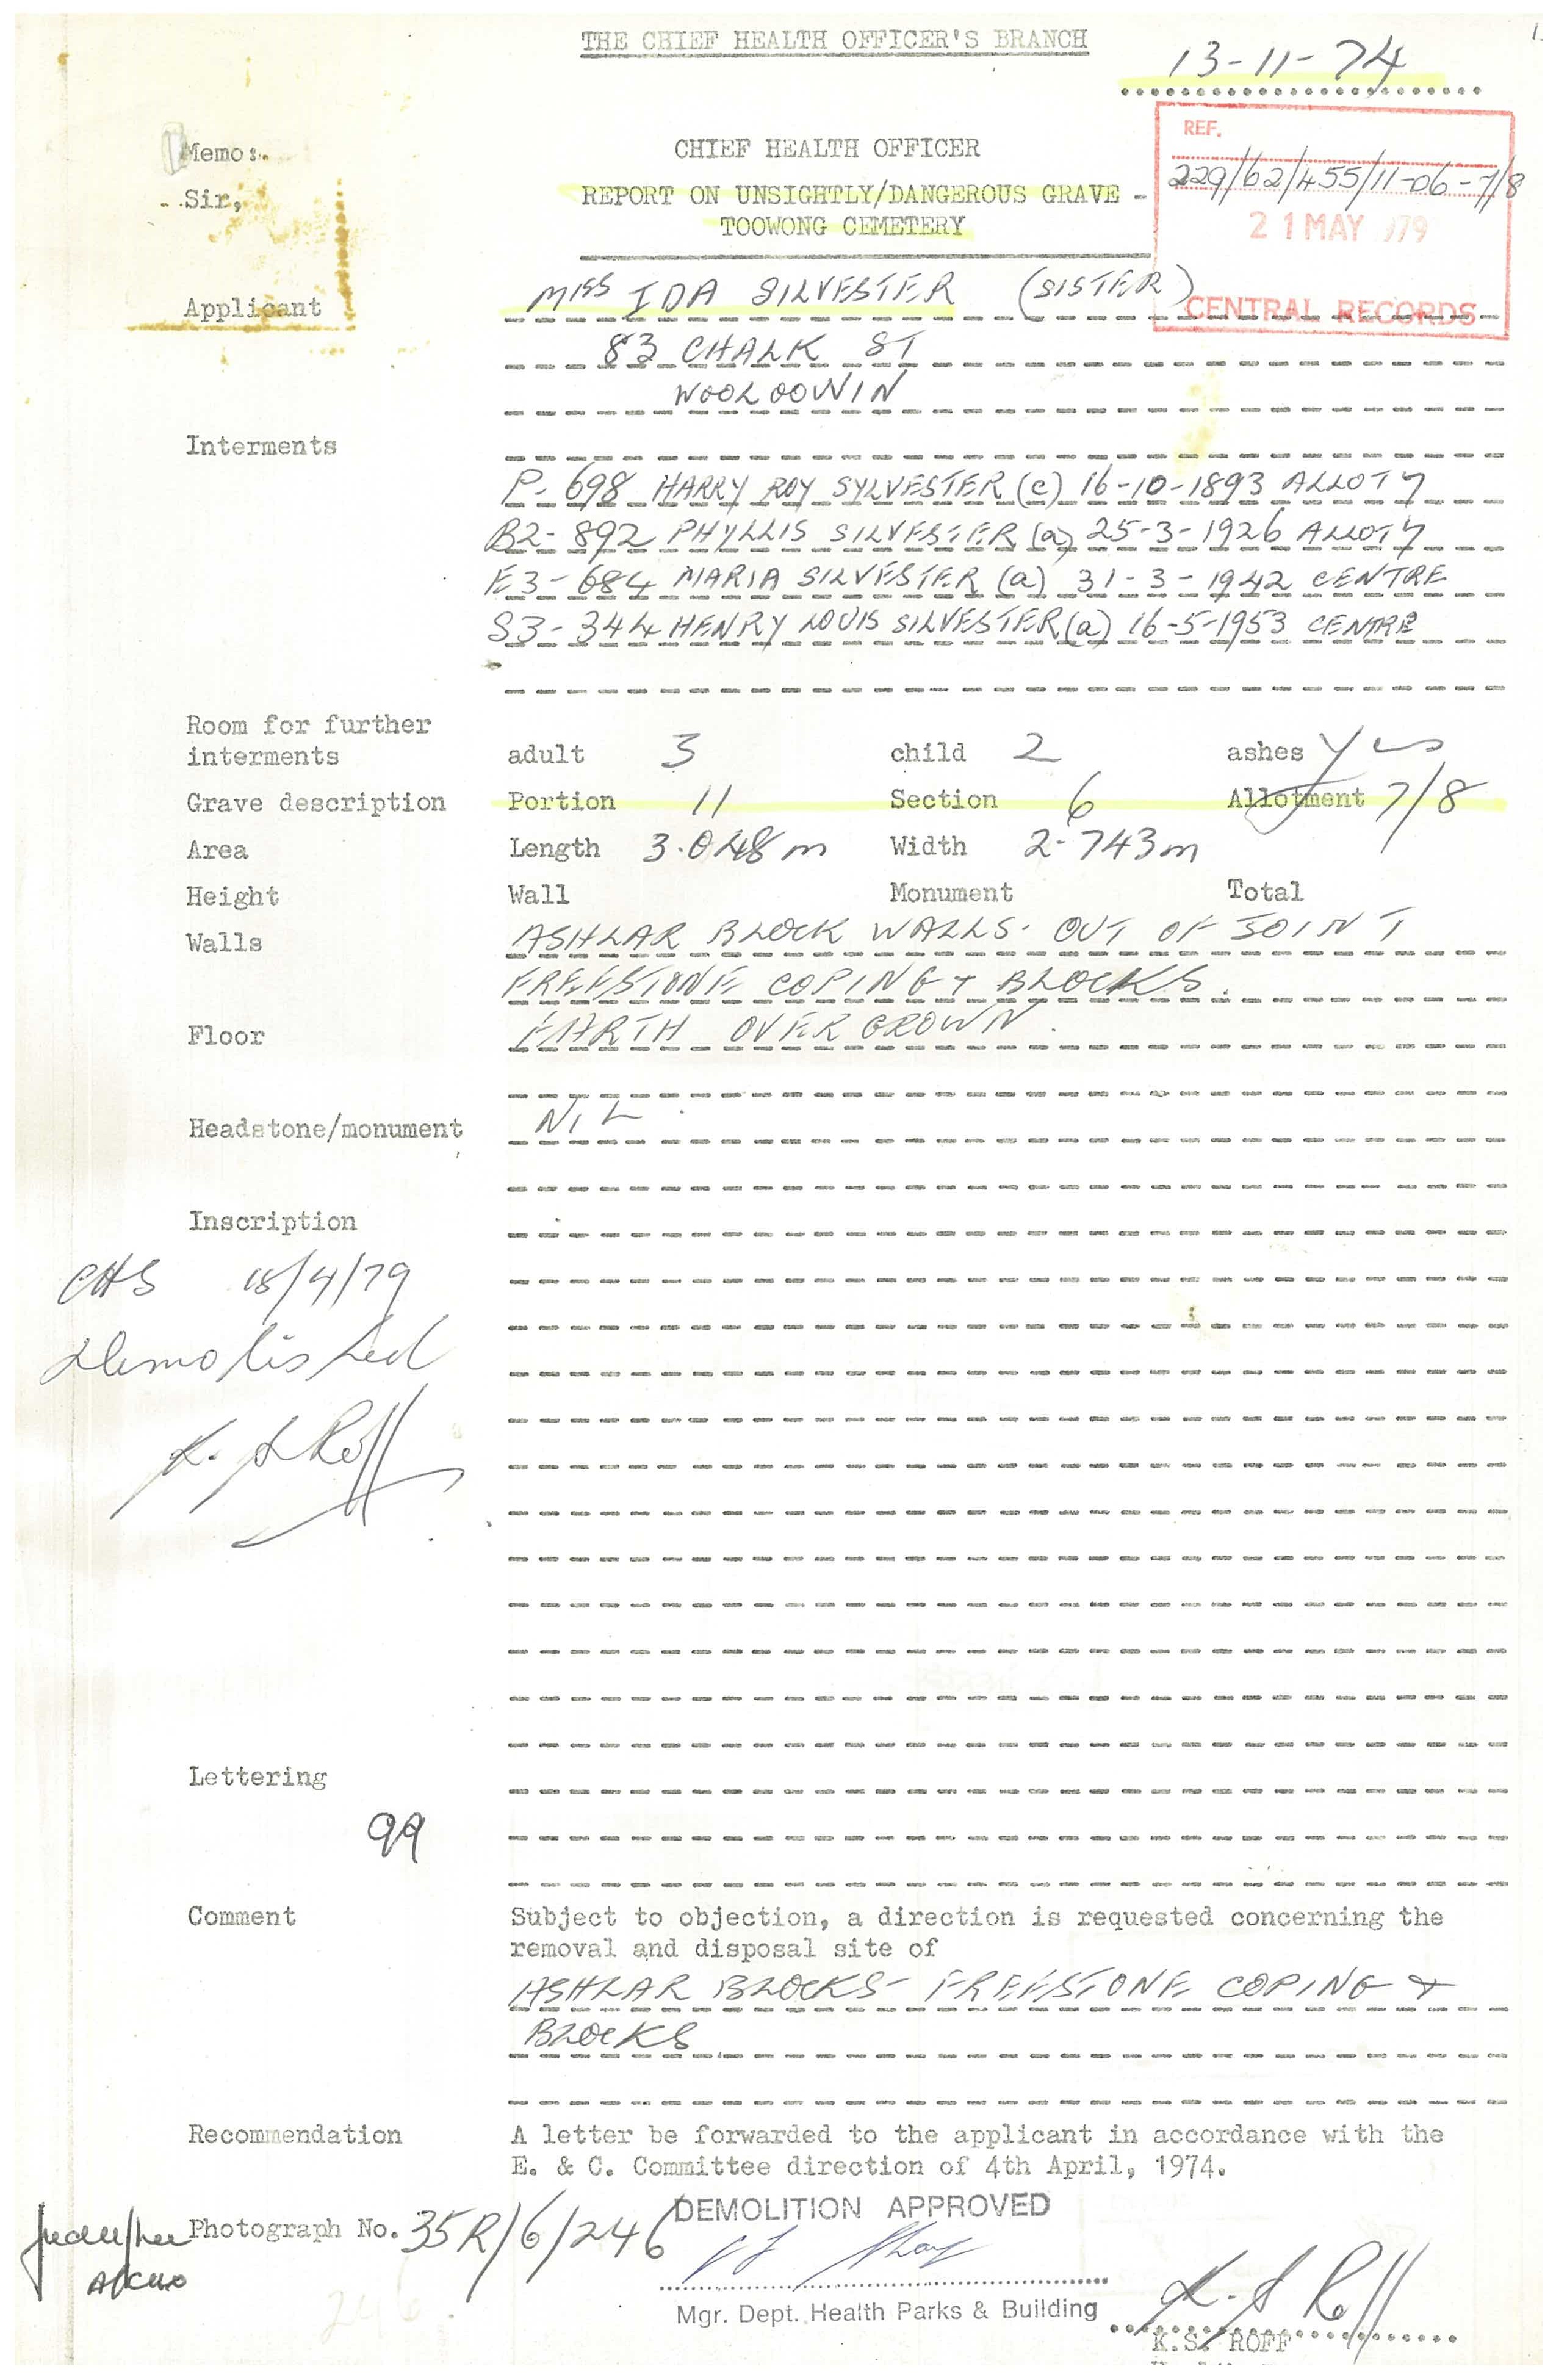 THE CHIEF HEALTH OFFICER'S BRANCH
13-11-74
Memo:
Sir,
CHIEF HEALTH OFFICER
REPORT ON UNSIGHTLY/DANGEROUS GRAVE -
TOOWONG CEMETERY
REF.
229/62/455/11-06-7/8
21 MAY 979
CENTRAL RECORDS
Applicant MISS IDA SILVESTER (SISTER)
83 CHALK ST
WOOLOOWIN
Interments
P- 698 HARRY ROY SYLVESTER (c) 16-10-1893 ALLOT 7
B2- 892 PHYLLIS SILVESTER (a) 25-3-1926 ALLOT 7
E3- 684 MARIA SILVESTER (a) 31-3-1942 CENTRE
S3- 344 HENRY LOUIS SILVESTER (a) 16-5-1953 CENTRE
Room for further
interments adult 3 child 2 ashes yes
Grave description Portion 11 Section 6 Allotment 7/8
Area Length 3.048m Width 2.743m
Height Wall Monument Total
Walls ASHLAR BLOCK WALLS. OUT OF JOINT
FREESTONE COPING + BLOCKS.
Floor EARTH OVERGROWN.
Headstone/monument NIL.
Inscription
CHS 18/4/79
Demolished
K. S Roff
Lettering
99
Comment Subject to objection, a direction is requested concerning the
removal and disposal site of
ASHLAR BLOCKS - FREESTONE COPING +
BLOCKS
Recommendation A letter be forwarded to the applicant in accordance with the
E. & C. Committee direction of 4th April, 1974.
Photograph No. 35R/6/246
DEMOLITION APPROVED
Mgr. Dept. Health Parks & Building
K. S Roff
K.S. ROFF